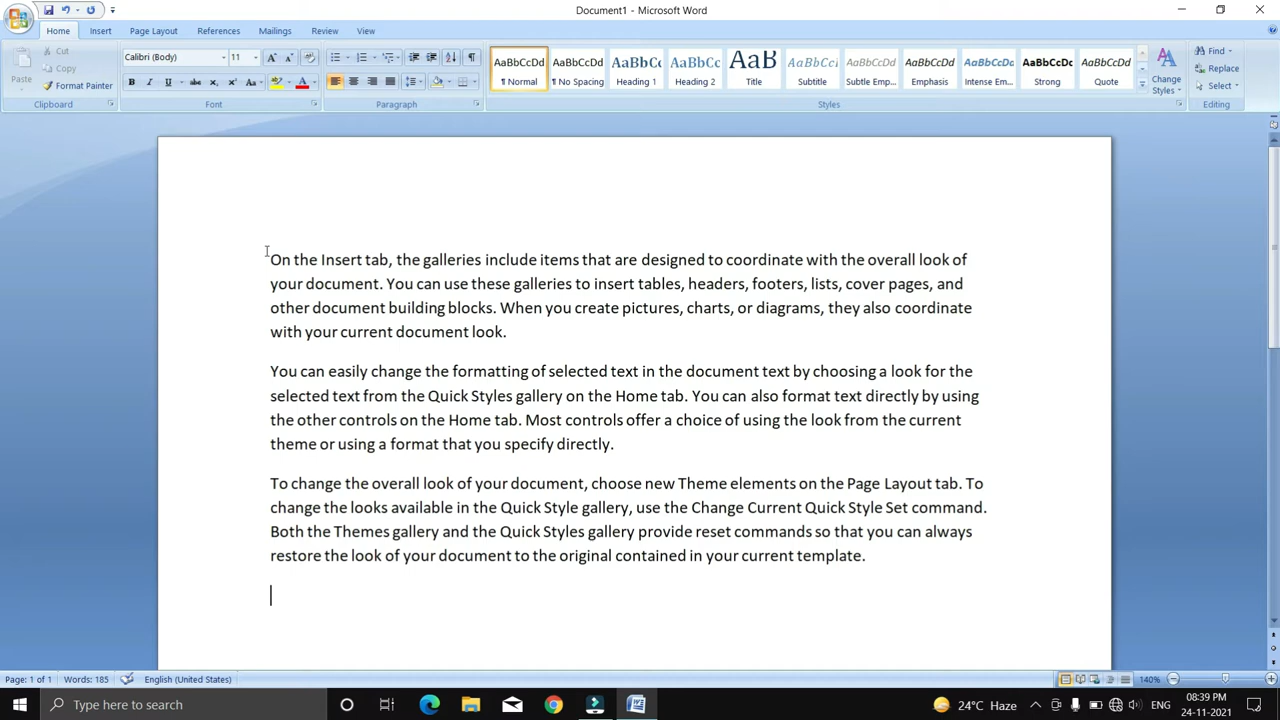 Document1 - Microsoft Word
Home Insert Page Layout References Mailings Review View
Paste
Cut
Copy
Format Painter
Clipboard
Calibri (Body) 11
Font
Paragraph
AaBbCcDd AaBbCcDd AaBbC AaBbCc AaB AaBbCcI AaBbCcDd AaBbCcDd AaBbCcDd AaBbCcDc AaBbCcDd
¶ Normal ¶ No Spacing Heading 1 Heading 2 Title Subtitle Subtle Emp... Emphasis Intense Em... Strong Quote
Styles
Change
Styles
Find
Replace
Select
Editing
On the Insert tab, the galleries include items that are designed to coordinate with the overall look of
your document. You can use these galleries to insert tables, headers, footers, lists, cover pages, and
other document building blocks. When you create pictures, charts, or diagrams, they also coordinate
with your current document look.
You can easily change the formatting of selected text in the document text by choosing a look for the
selected text from the Quick Styles gallery on the Home tab. You can also format text directly by using
the other controls on the Home tab. Most controls offer a choice of using the look from the current
theme or using a format that you specify directly.
To change the overall look of your document, choose new Theme elements on the Page Layout tab. To
change the looks available in the Quick Style gallery, use the Change Current Quick Style Set command.
Both the Themes gallery and the Quick Styles gallery provide reset commands so that you can always
restore the look of your document to the original contained in your current template.
Page: 1 of 1 Words: 185 English (United States) 140%
Type here to search
24°C Haze
ENG
08:39 PM
24-11-2021